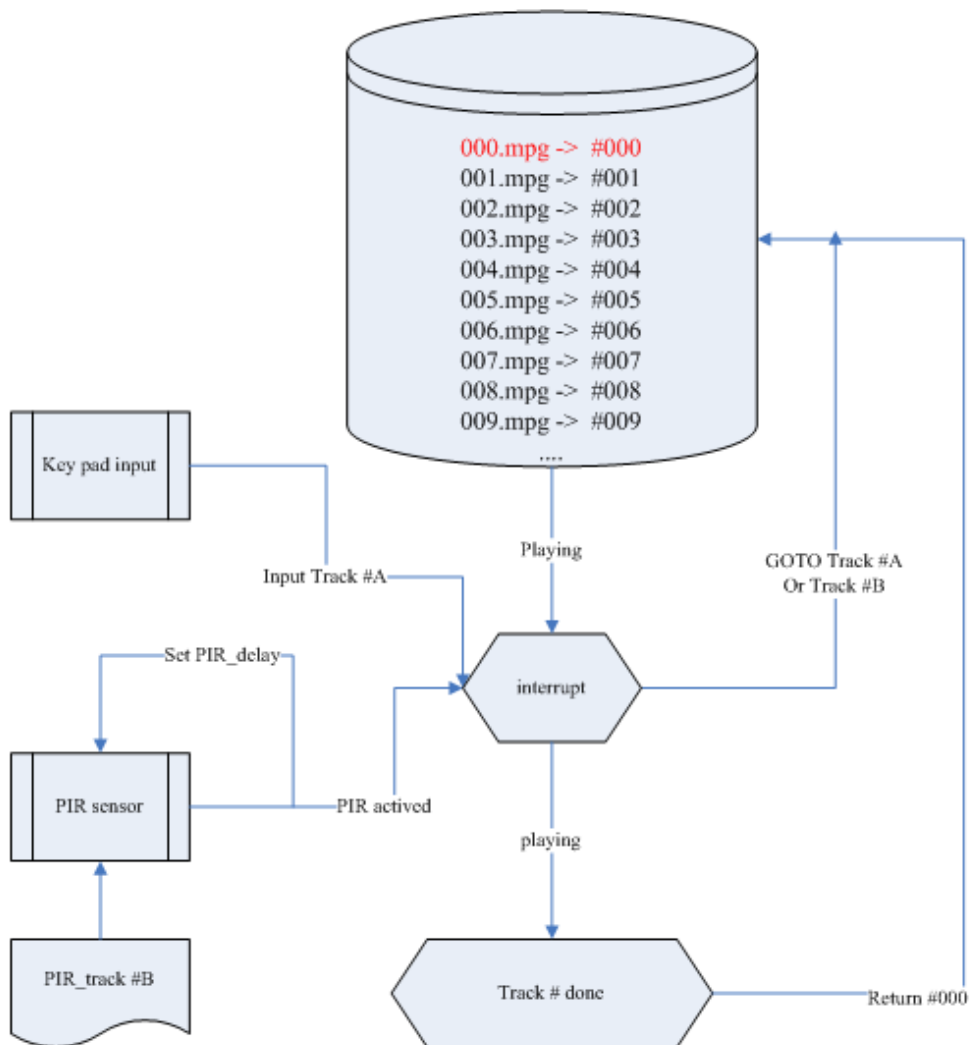 000.mpg -> #000
001.mpg -> #001
002.mpg -> #002
003.mpg -> #003
004.mpg -> #004
005.mpg -> #005
006.mpg -> #006
007.mpg -> #007
008.mpg -> #008
009.mpg -> #009
....
Key pad input
Playing
GOTO Track #A
Or Track #B
Input Track #A
Set PIR_delay
interrupt
PIR sensor
PIR actived
playing
PIR_track #B
Track # done
Return #000